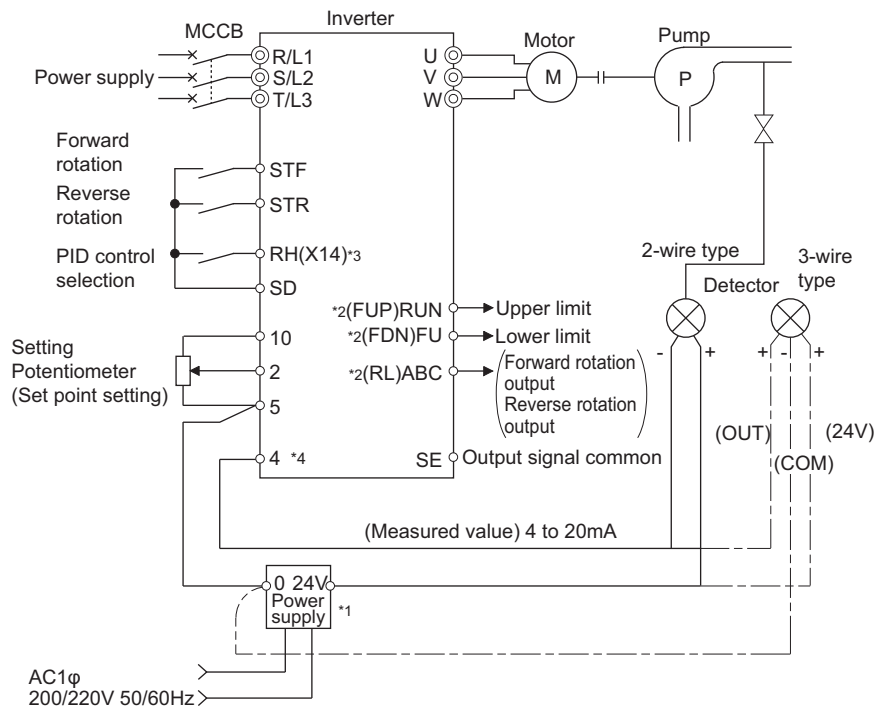 Inverter
MCCB
R/L1
S/L2
T/L3
Power supply
U
V
W
Motor
M
Pump
P
Forward
rotation
STF
Reverse
rotation
STR
PID control
selection
RH(X14)*3
SD
2-wire type
3-wire
type
Detector
*2(FUP)RUN
Upper limit
*2(FDN)FU
Lower limit
*2(RL)ABC
Forward rotation
output
Reverse rotation
output
- +
+ - +
Setting
Potentiometer
(Set point setting)
10
2
5
4 *4
SE
Output signal common
(OUT)
(24V)
(COM)
(Measured value) 4 to 20mA
0 24V
Power
supply
*1
AC1φ
200/220V 50/60Hz